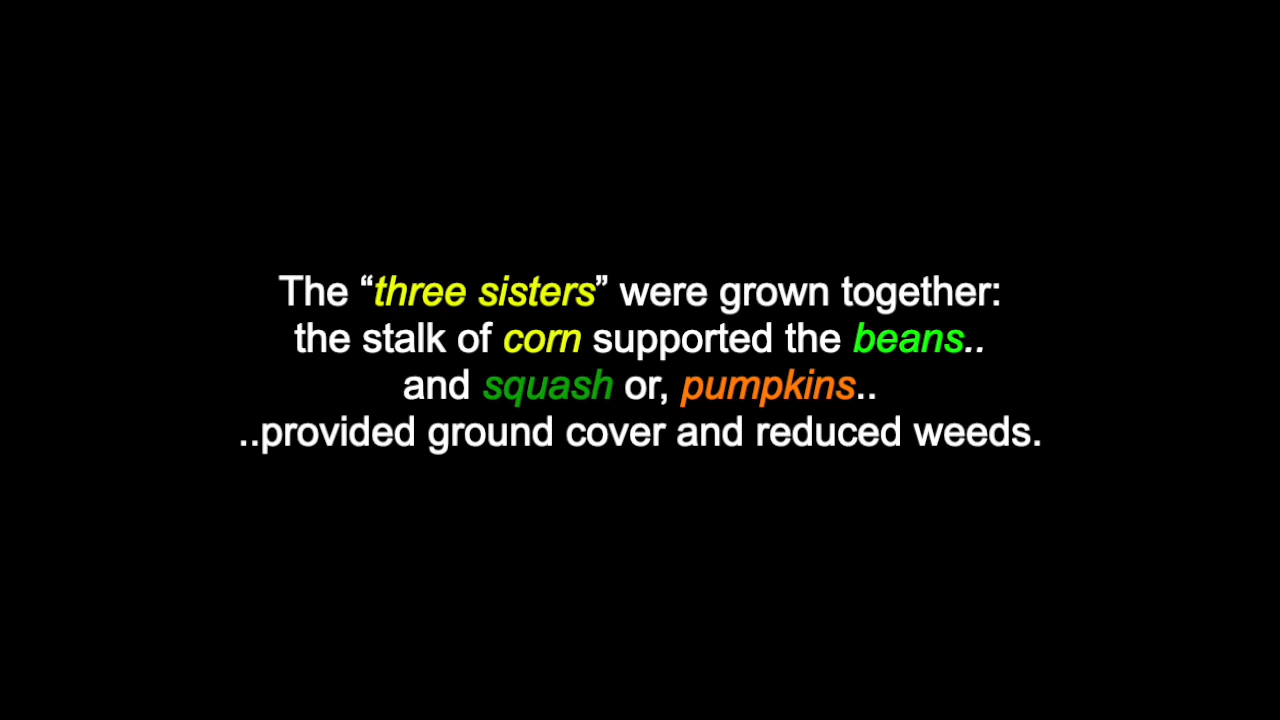 The “three sisters” were grown together:
the stalk of corn supported the beans..
and squash or, pumpkins..
..provided ground cover and reduced weeds.